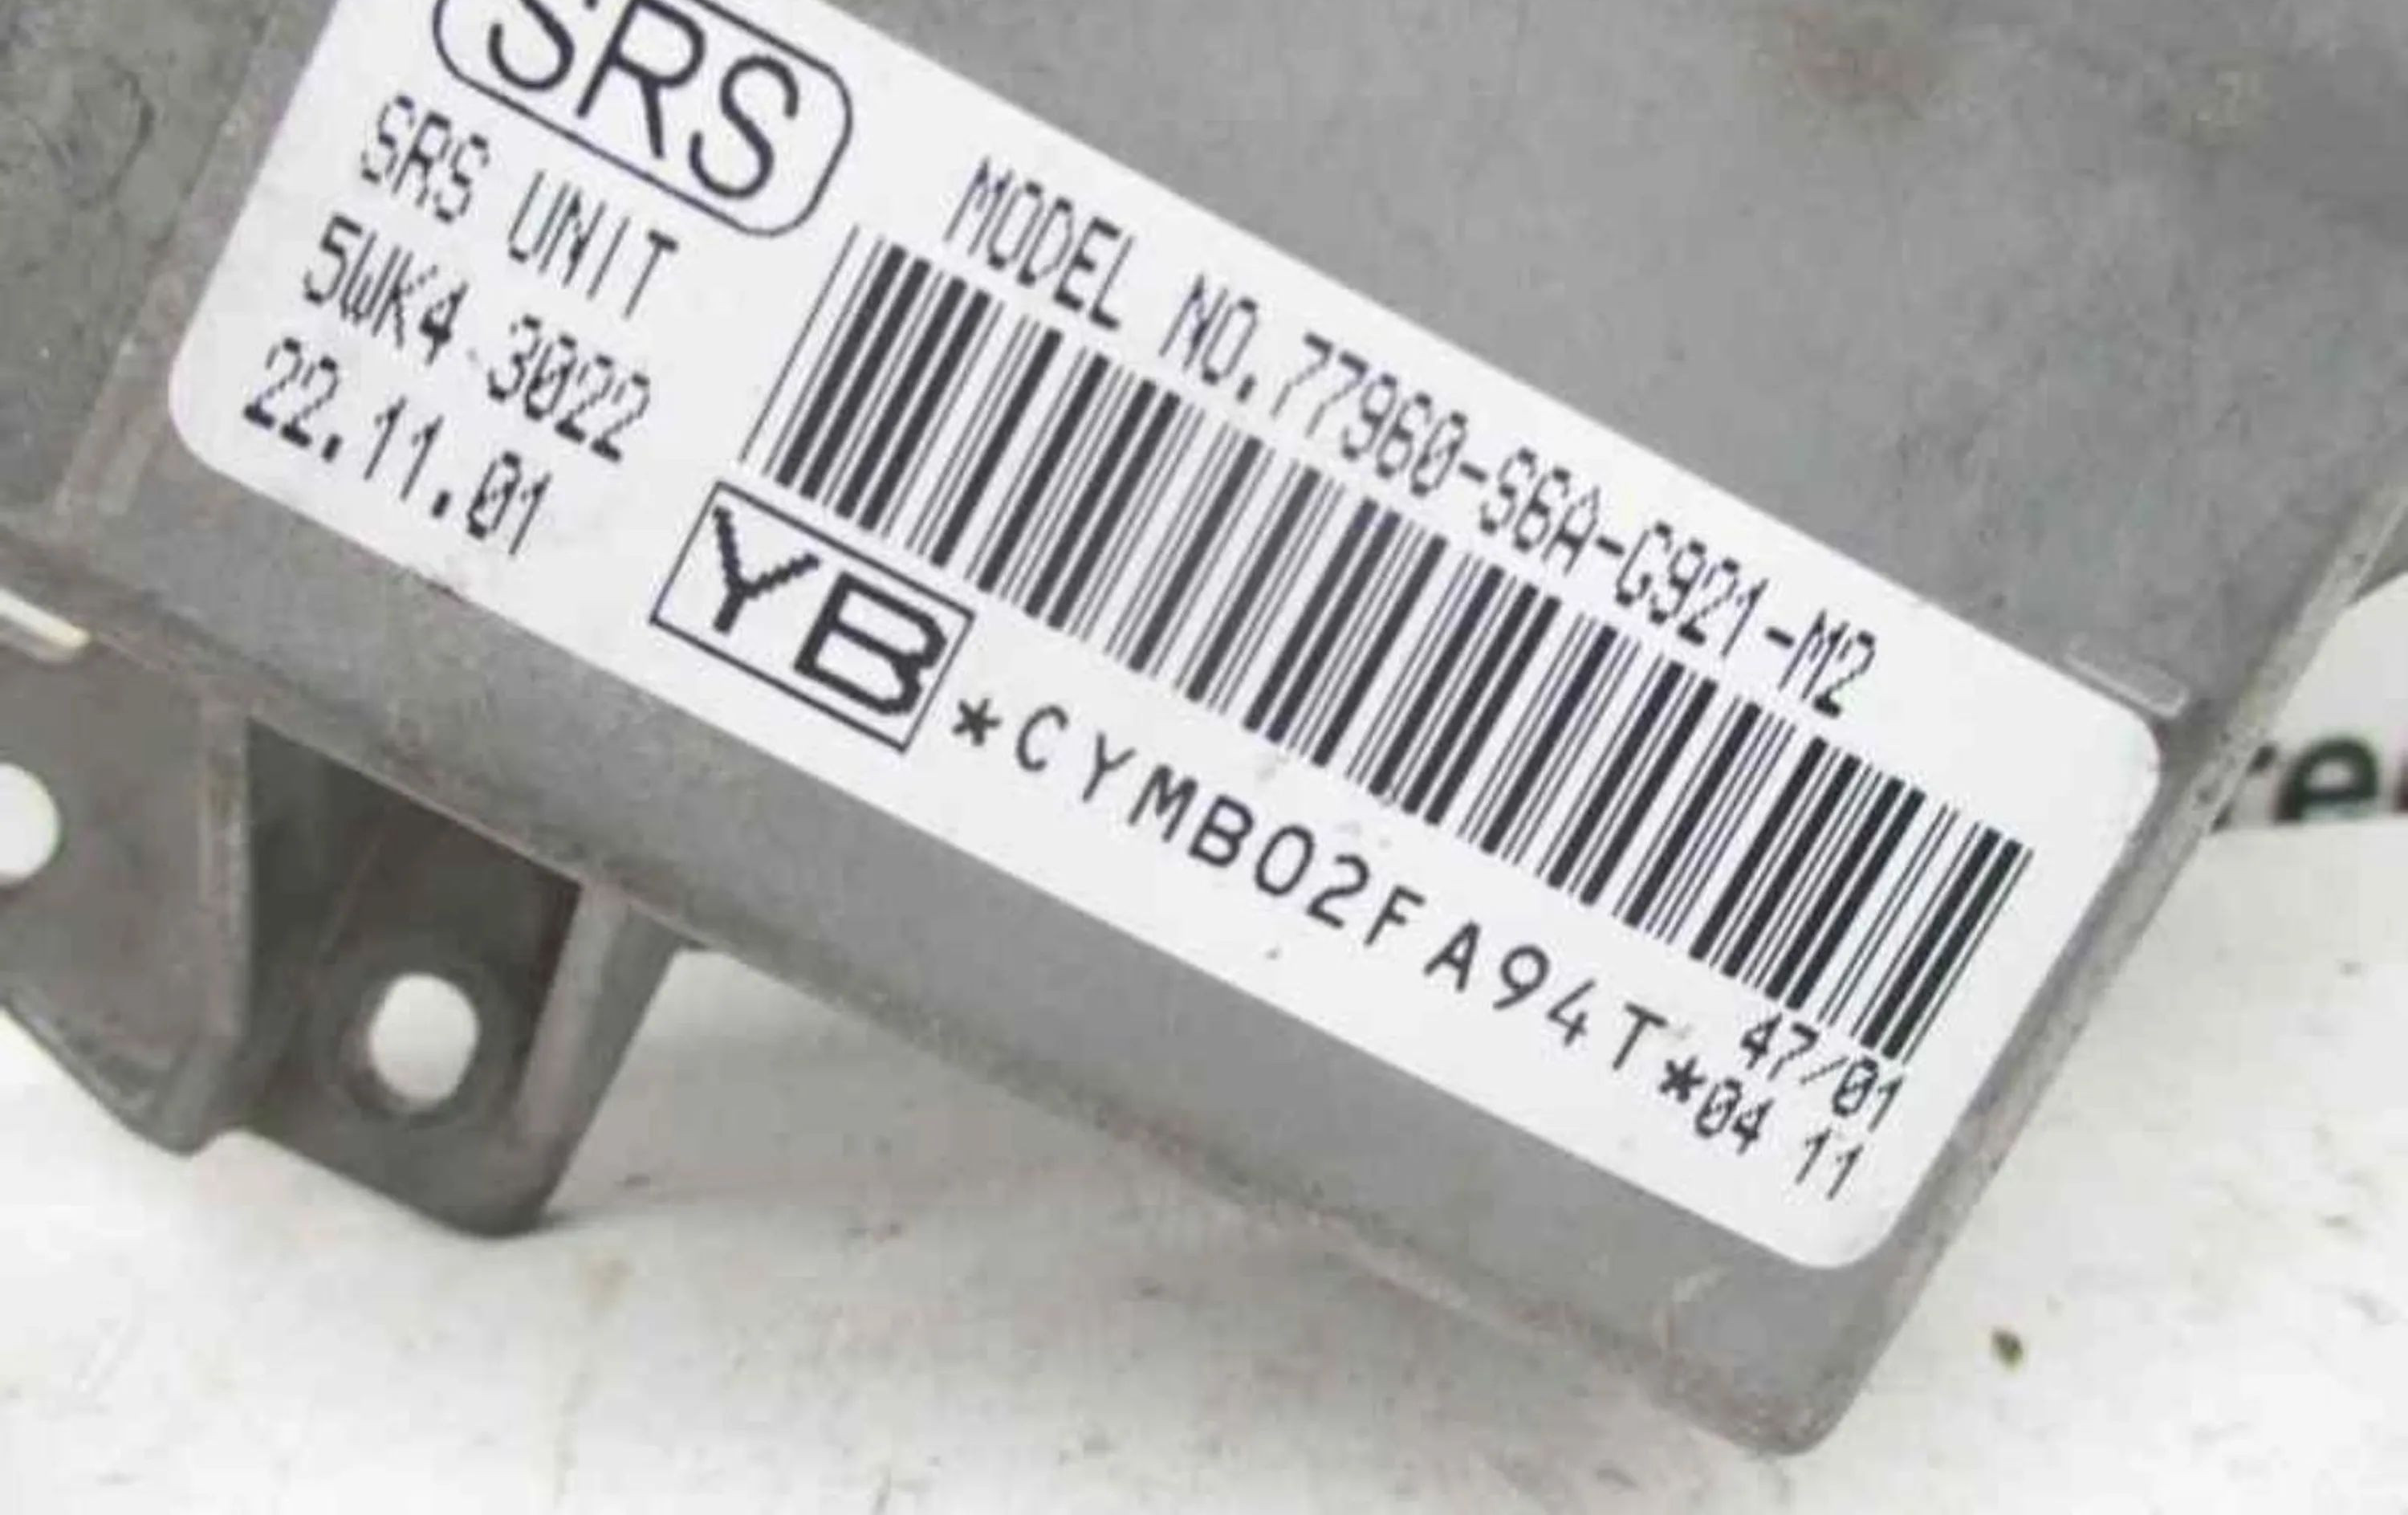 SRS
SRS UNIT
5WK4 3022
22.11.01
MODEL NO.77960-S6A-G921-M2
YB
*CYMB02FA94T*
47/01
04 11
re